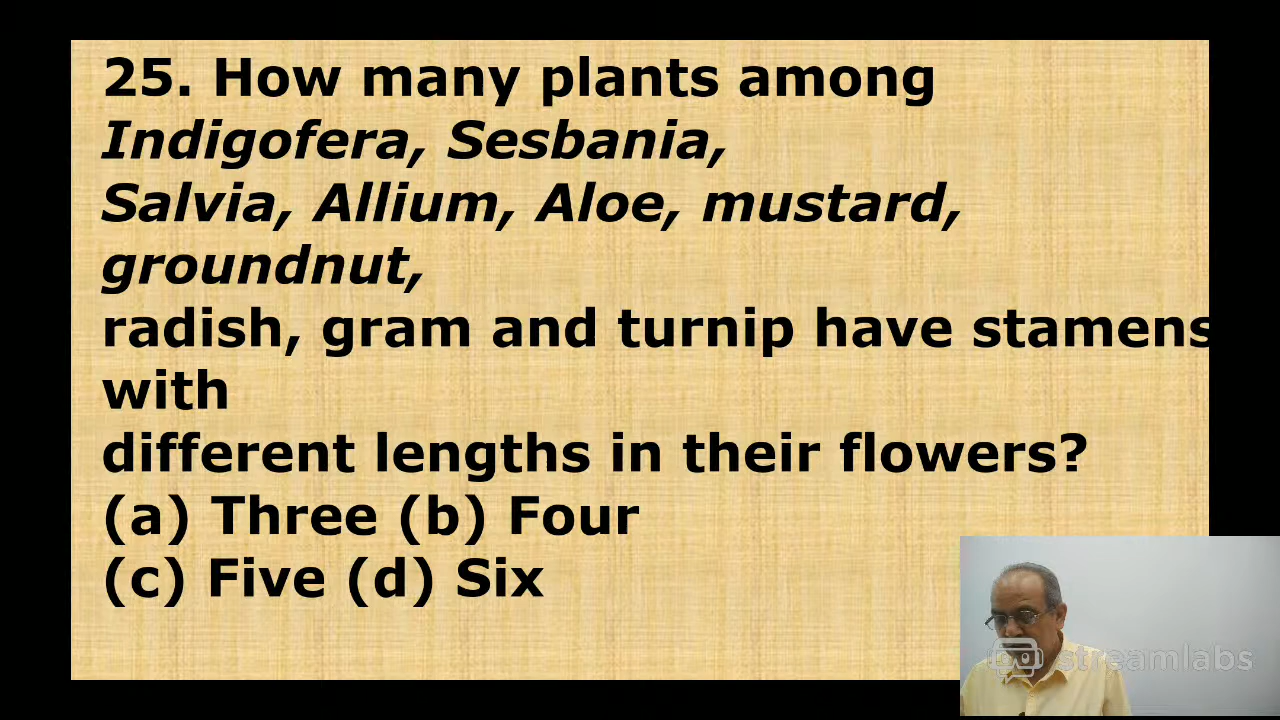 25. How many plants among
Indigofera, Sesbania,
Salvia, Allium, Aloe, mustard,
groundnut,
radish, gram and turnip have stamens
with
different lengths in their flowers?
(a) Three (b) Four
(c) Five (d) Six
streamlabs